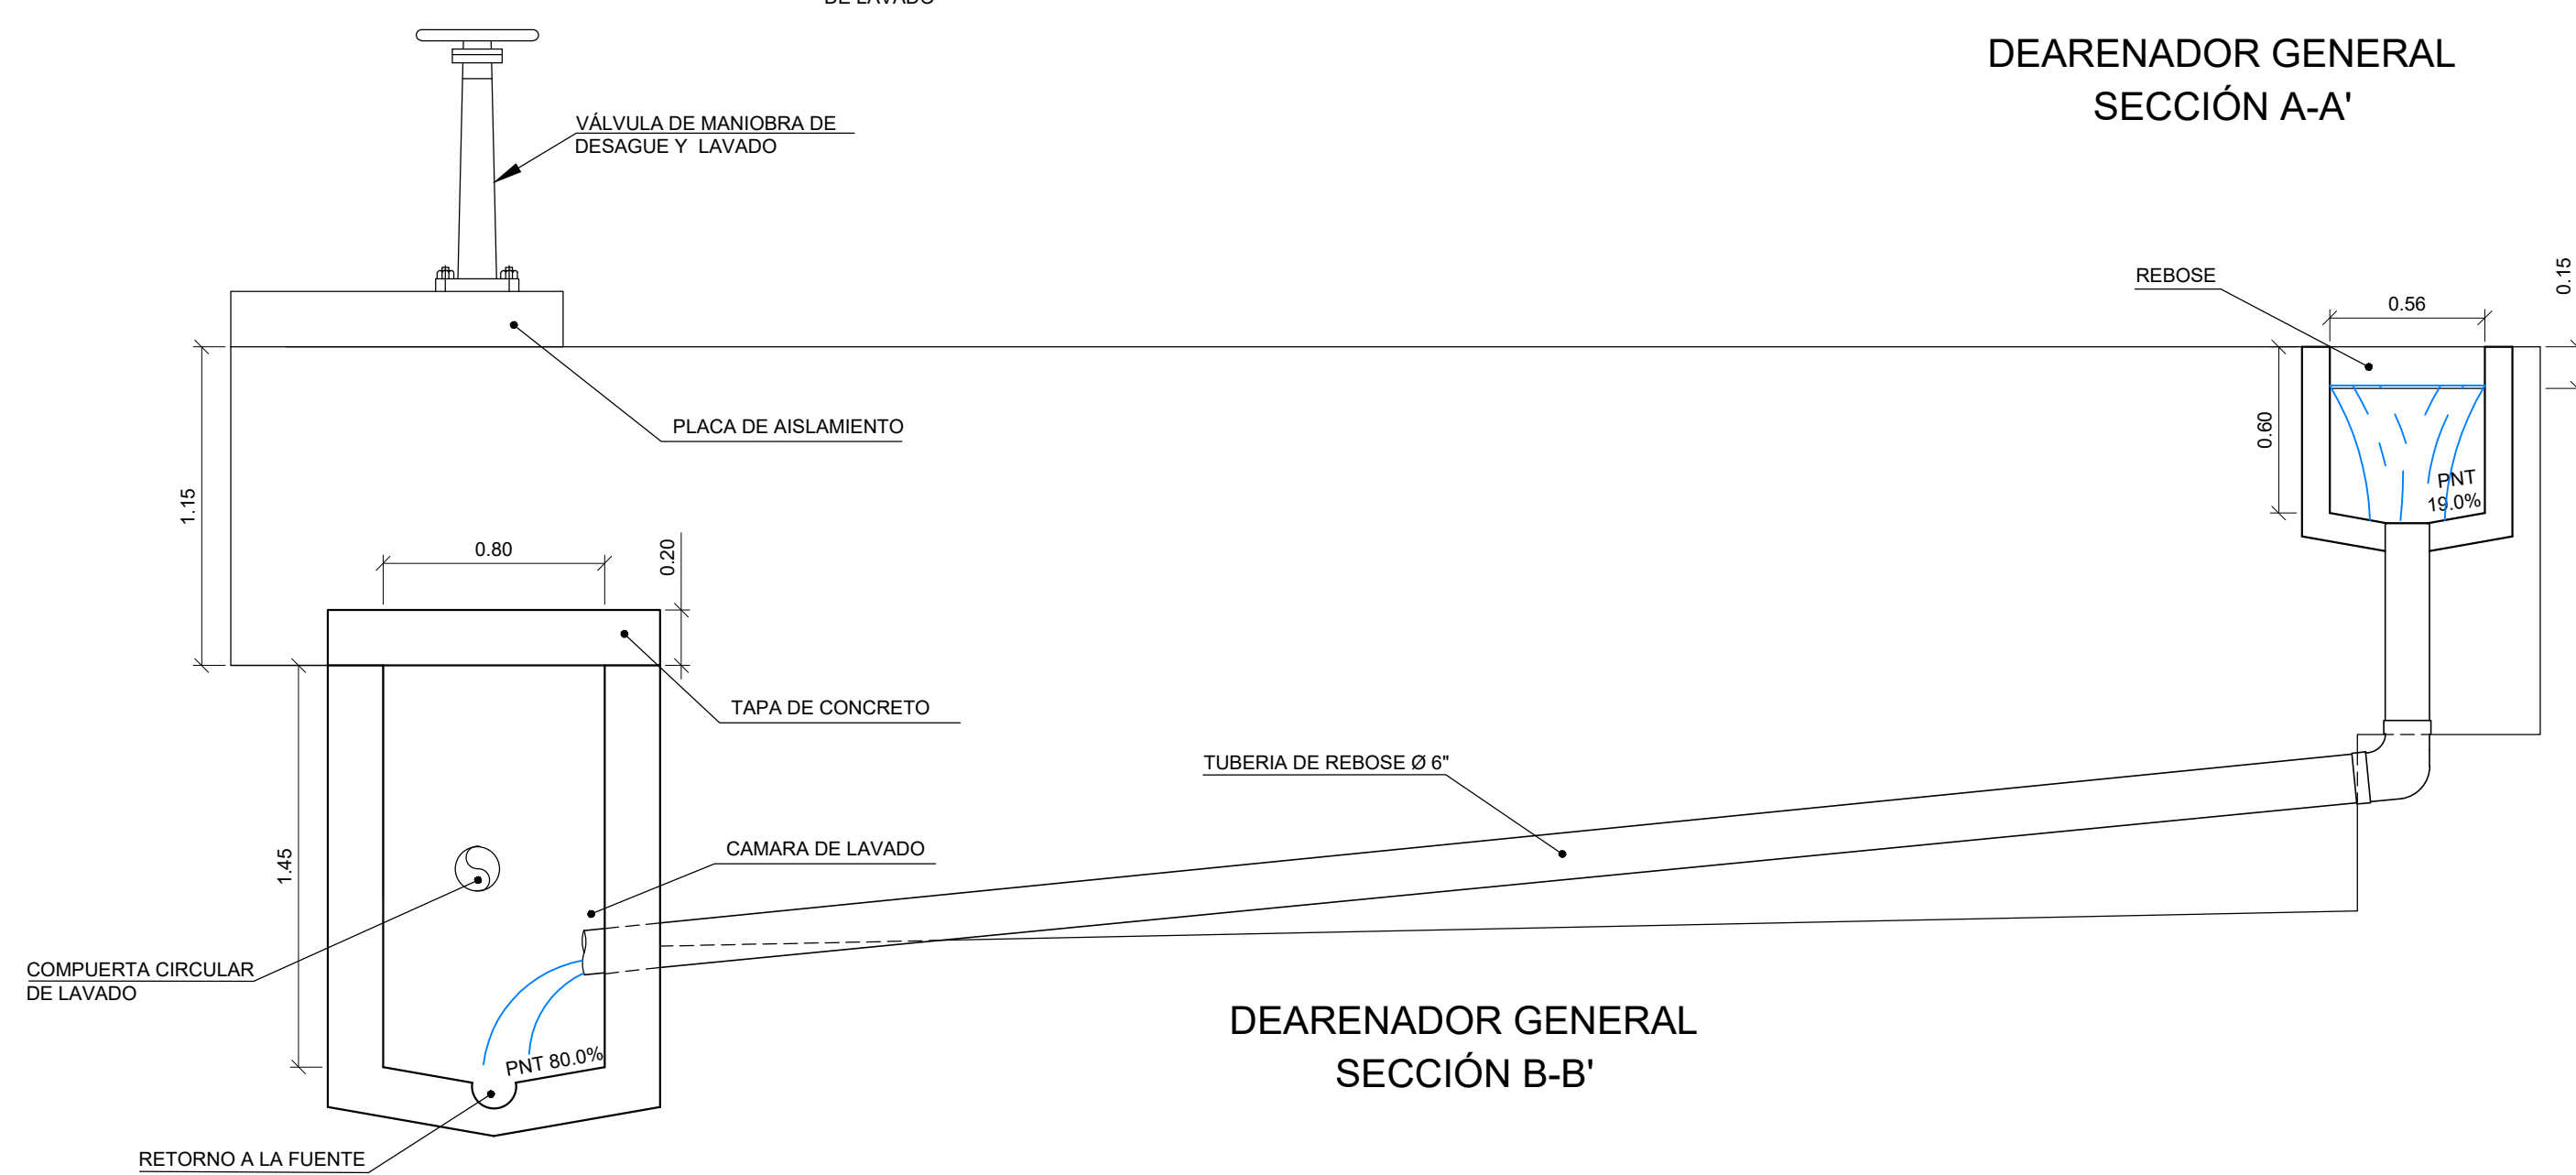 DE LAVADO
DEARENADOR GENERAL
SECCIÓN A-A'
VÁLVULA DE MANIOBRA DE
DESAGUE Y LAVADO
REBOSE
0.15
0.56
PLACA DE AISLAMIENTO
0.60
PNT
19.0%
1.15
0.80
0.20
TAPA DE CONCRETO
TUBERIA DE REBOSE Ø 6"
CAMARA DE LAVADO
1.45
COMPUERTA CIRCULAR
DE LAVADO
DEARENADOR GENERAL
SECCIÓN B-B'
PNT 80.0%
RETORNO A LA FUENTE